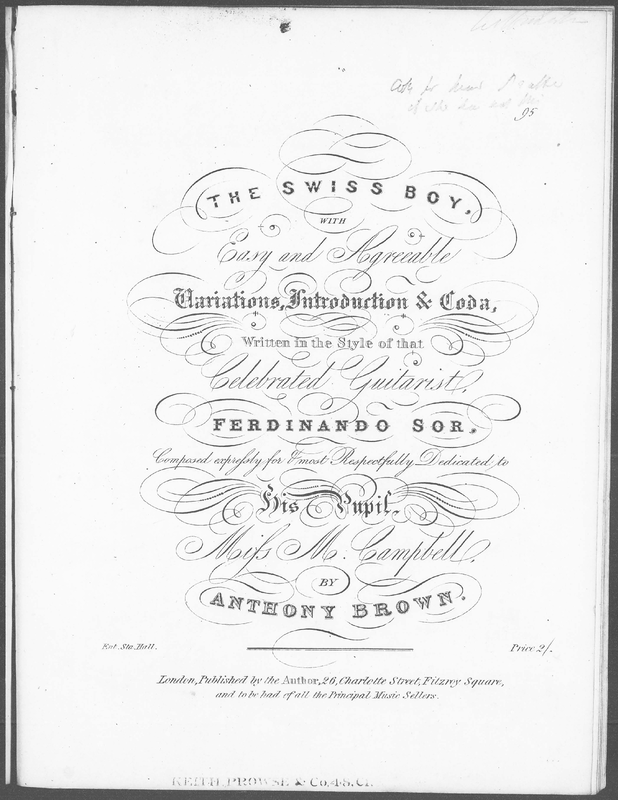 95
THE SWISS BOY,
WITH
Easy and Agreeable
Variations, Introduction & Coda,
Written in the Style of that
Celebrated Guitarist,
FERDINANDO SOR,
Composed expreſsly for & most Respectfully Dedicated to
His Pupil,
Miſs M. Campbell,
BY
ANTHONY BROWN.
Ent. Sta. Hall.
Price 2/.
London, Published by the Author, 26, Charlotte Street, Fitzroy Square,
and to be had of all the Principal Music Sellers.
KEITH, PROWSE & Co. 48, C